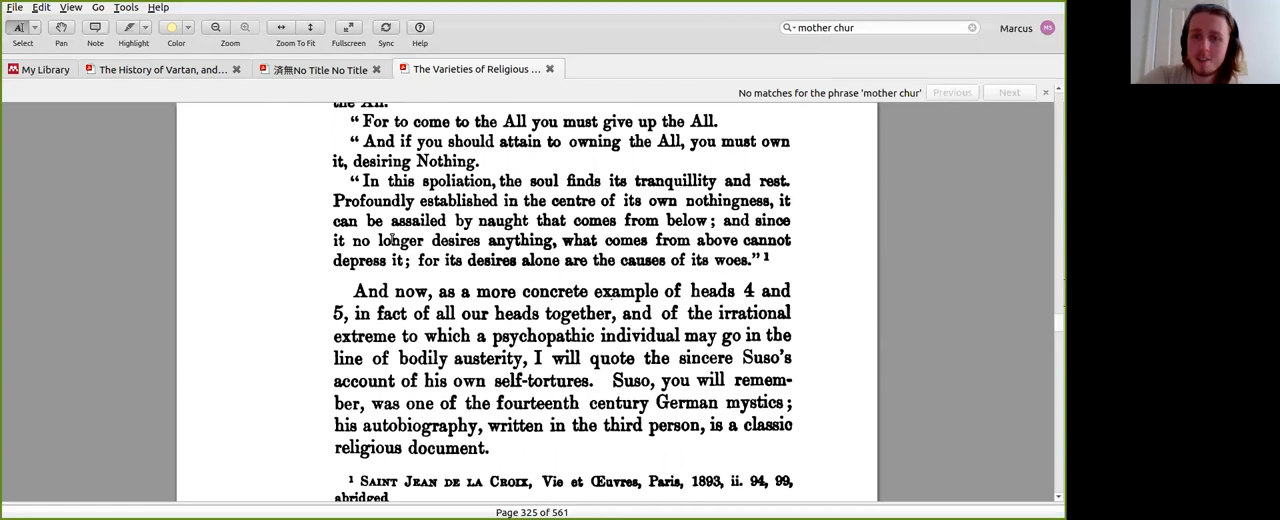 File Edit View Go Tools Help
Select Pan Note Highlight Color Zoom Zoom To Fit Fullscreen Sync Help
mother chur
Marcus MS
My Library The History of Vartan, and... 済無No Title No Title The Varieties of Religious ...
No matches for the phrase 'mother chur' Previous Next
the All.
“ For to come to the All you must give up the All.
“ And if you should attain to owning the All, you must own
it, desiring Nothing.
“ In this spoliation, the soul finds its tranquillity and rest.
Profoundly established in the centre of its own nothingness, it
can be assailed by naught that comes from below ; and since
it no longer desires anything, what comes from above cannot
depress it ; for its desires alone are the causes of its woes.” 1
And now, as a more concrete example of heads 4 and
5, in fact of all our heads together, and of the irrational
extreme to which a psychopathic individual may go in the
line of bodily austerity, I will quote the sincere Suso's
account of his own self-tortures. Suso, you will remem-
ber, was one of the fourteenth century German mystics ;
his autobiography, written in the third person, is a classic
religious document.
1 SAINT JEAN DE LA CROIX, Vie et Œuvres, Paris, 1893, ii. 94, 99,
abridged
Page 325 of 561